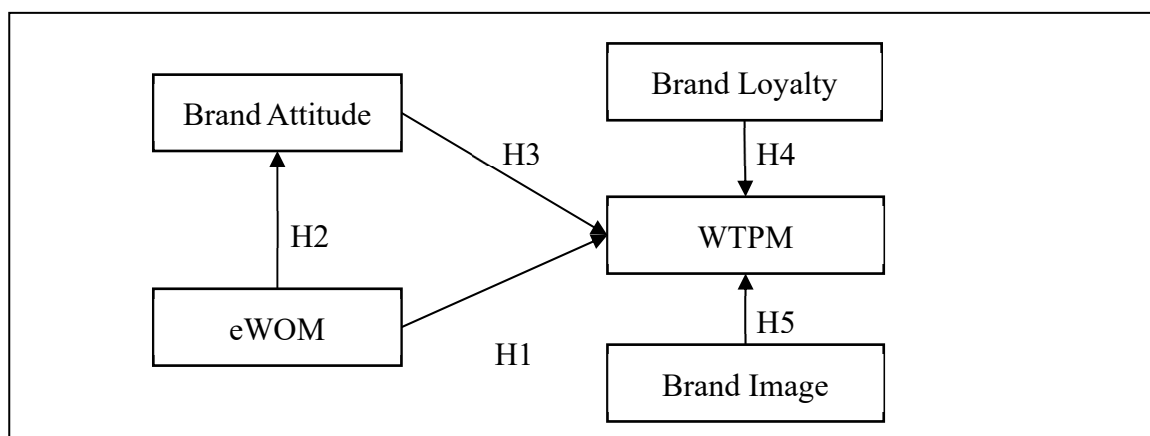 Brand Loyalty
Brand Attitude
H3
H4
WTPM
H2
eWOM
H5
H1
Brand Image